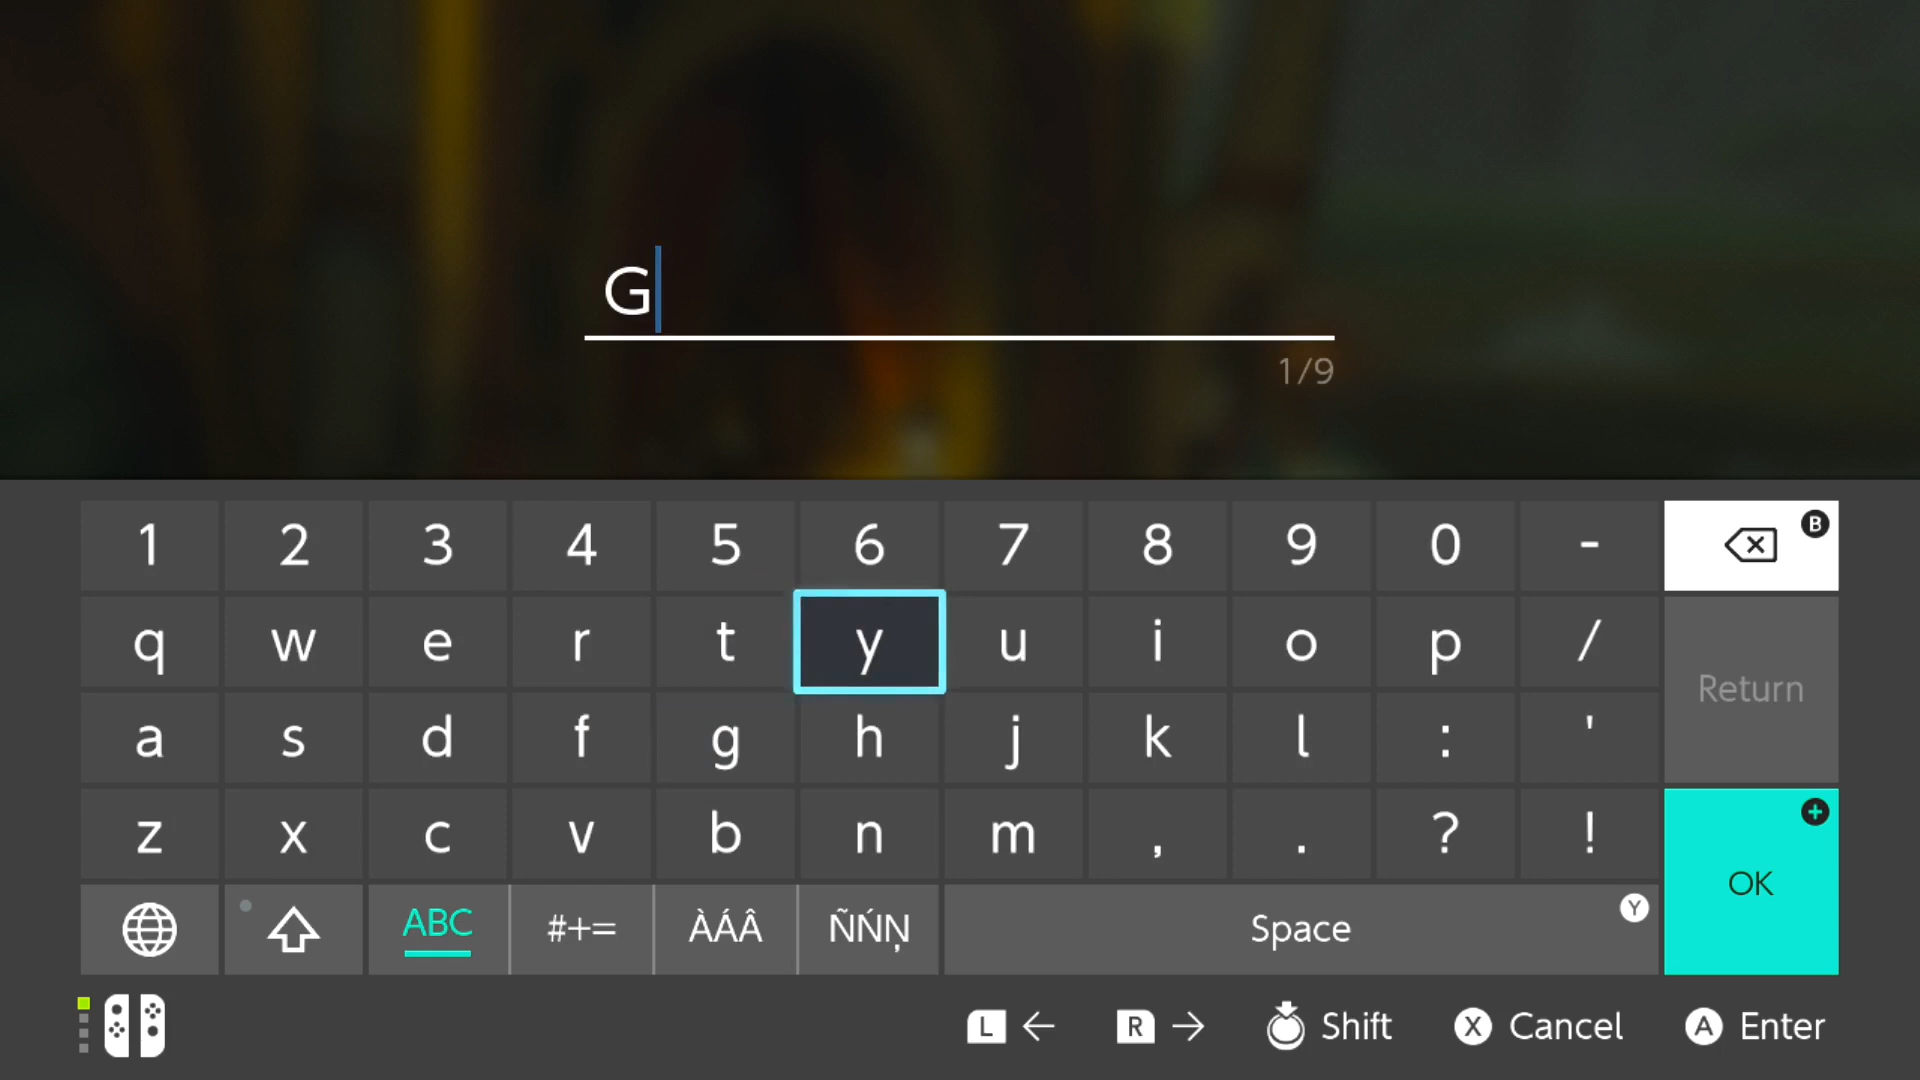 G
1/9
1 2 3 4 5 6 7 8 9 0 - B
q w e r t y u i o p /
Return
a s d f g h j k l : '
z x c v b n m , . ? ! +
OK
ABC #+= ÀÁÂ ÑŃŅ Space Y
L ← R → Shift X Cancel A Enter